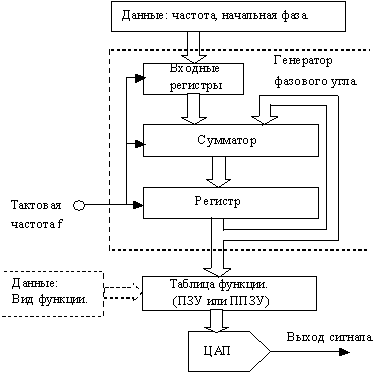 Данные: частота, начальная фаза.
Входные
регистры
Генератор
фазового угла.
Сумматор
Тактовая
частота f
Регистр
Данные:
Вид функции.
Таблица функции.
(ПЗУ или ППЗУ)
ЦАП
Выход сигнала.